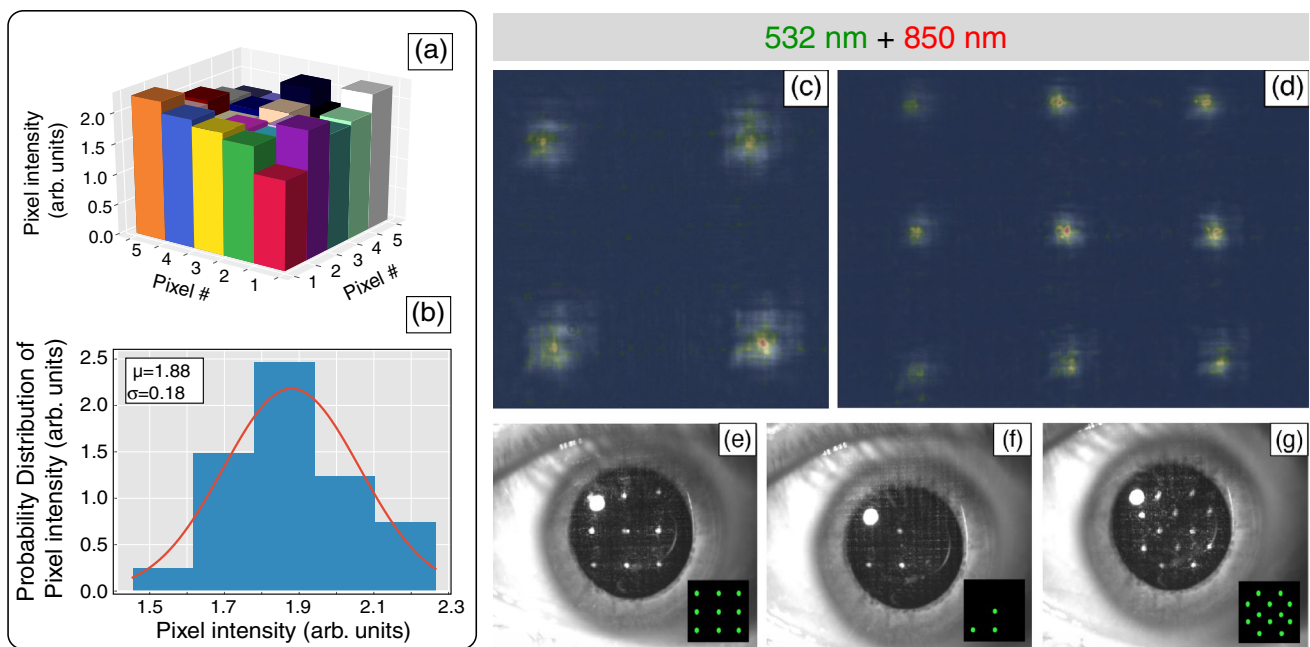 (a)
Pixel intensity
(arb. units)
2.0
1.5
1.0
0.5
0.0
5
4
3
2
1
Pixel #
1
2
3
4
5
Pixel #
(b)
Probability Distribution of
Pixel intensity (arb. units)
2.5
2.0
1.5
1.0
0.5
0.0
μ=1.88
σ=0.18
1.5 1.7 1.9 2.1 2.3
Pixel intensity (arb. units)
532 nm + 850 nm
(c)
(d)
(e)
(f)
(g)